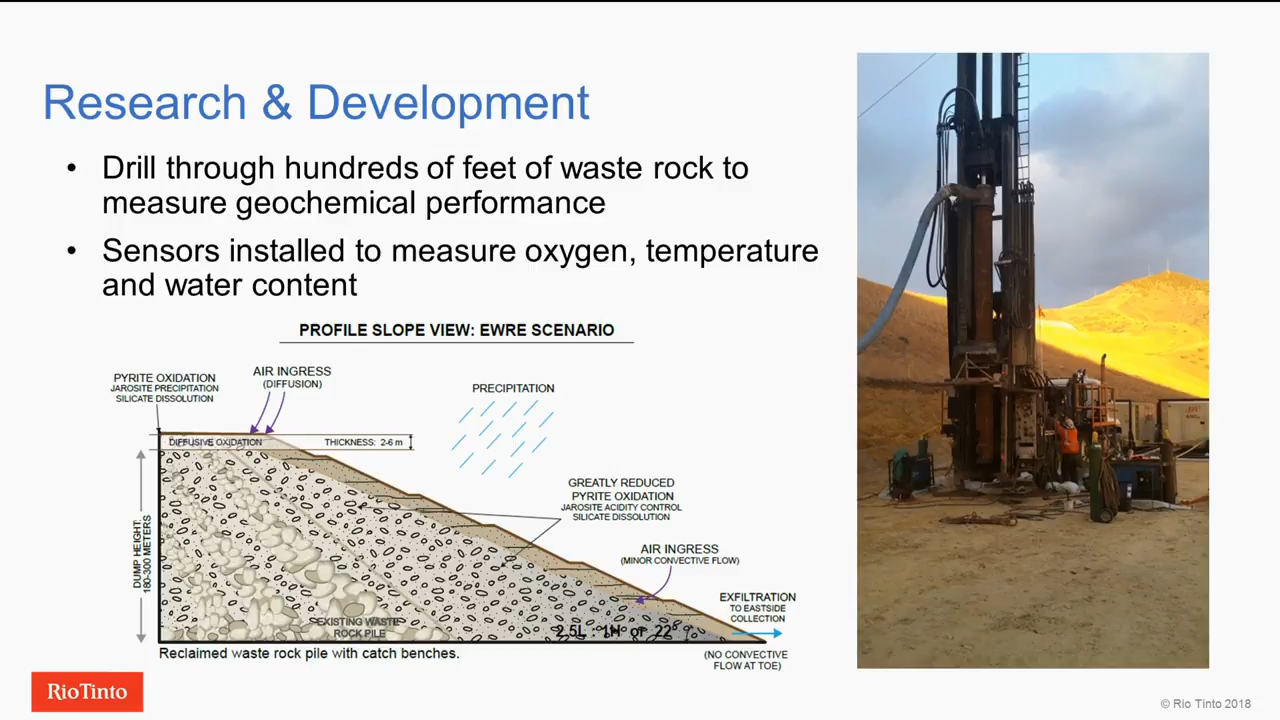 Research & Development
• Drill through hundreds of feet of waste rock to
measure geochemical performance
• Sensors installed to measure oxygen, temperature
and water content
PROFILE SLOPE VIEW: EWRE SCENARIO
PYRITE OXIDATION
JAROSITE PRECIPITATION
SILICATE DISSOLUTION
AIR INGRESS
(DIFFUSION)
PRECIPITATION
DIFFUSIVE OXIDATION
THICKNESS: 2-6 m
GREATLY REDUCED
PYRITE OXIDATION
JAROSITE ACIDITY CONTROL
SILICATE DISSOLUTION
DUMP HEIGHT:
180-300 METERS
AIR INGRESS
(MINOR CONVECTIVE FLOW)
EXFILTRATION
TO EASTSIDE
COLLECTION
EXISTING WASTE
ROCK PILE
2.5L : 1H or 22°
(NO CONVECTIVE
FLOW AT TOE)
Reclaimed waste rock pile with catch benches.
RioTinto
© Rio Tinto 2018